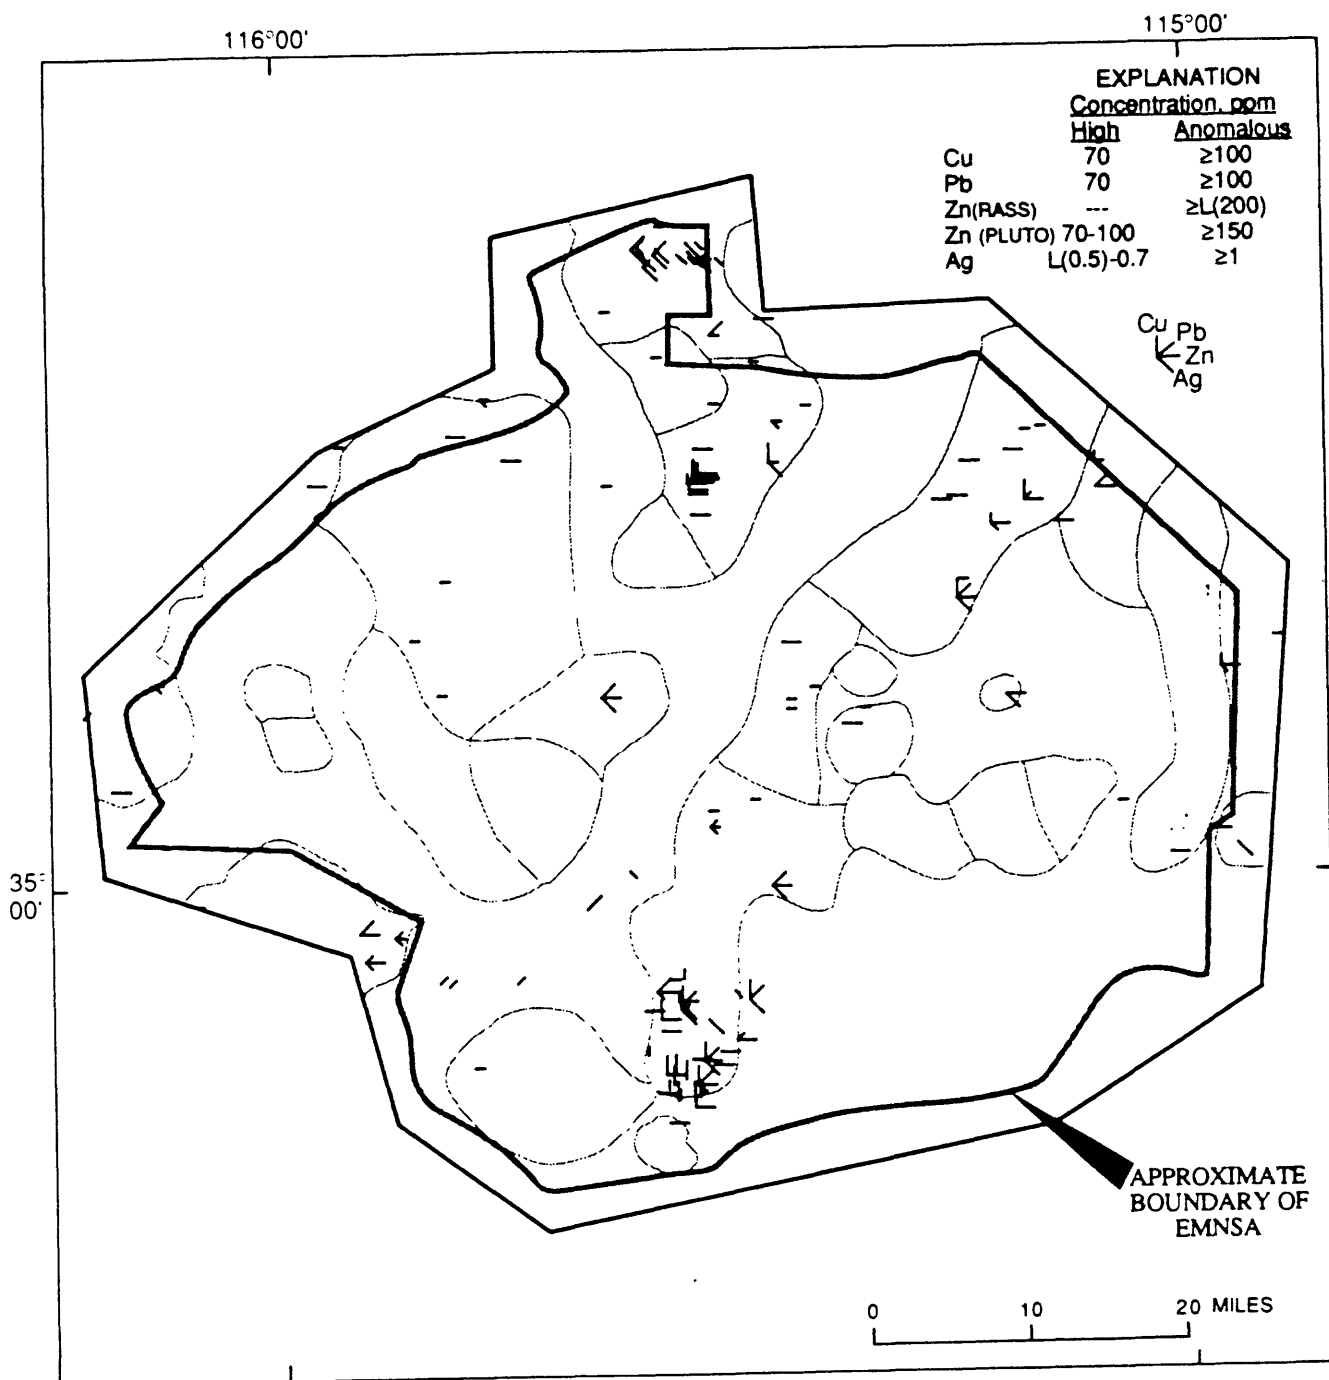 116°00'
115°00'
EXPLANATION
Concentration, ppm
High Anomalous
Cu 70 ≥100
Pb 70 ≥100
Zn(RASS) --- ≥L(200)
Zn (PLUTO) 70-100 ≥150
Ag L(0.5)-0.7 ≥1
Cu Pb
Zn
Ag
35°
00'
APPROXIMATE
BOUNDARY OF
EMNSA
0 10 20 MILES